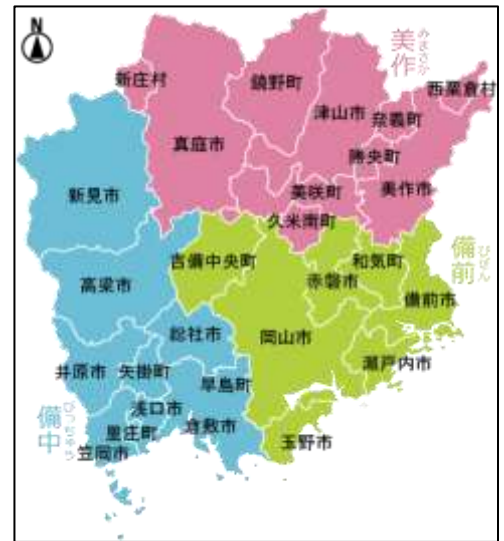 N
美作
みまさか
新庄村
鏡野町
西粟倉村
津山市
奈義町
真庭市
勝央町
新見市
美咲町
美作市
久米南町
吉備中央町
和気町
備前
びぜん
高梁市
赤磐市
備前市
総社市
岡山市
瀬戸内市
井原市
矢掛町
早島町
備中
びっちゅう
浅口市
里庄町
倉敷市
笠岡市
玉野市